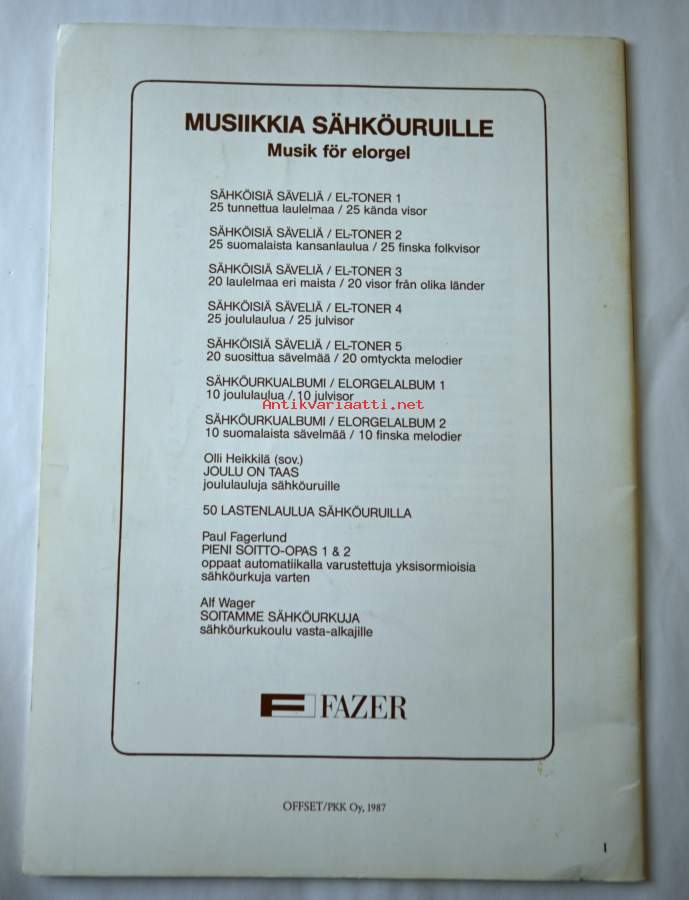 MUSIIKKIA SÄHKÖURUILLE
Musik för elorgel
SÄHKÖISIÄ SÄVELIÄ / EL-TONER 1
25 tunnettua laulelmaa / 25 kända visor
SÄHKÖISIÄ SÄVELIÄ / EL-TONER 2
25 suomalaista kansanlaulua / 25 finska folkvisor
SÄHKÖISIÄ SÄVELIÄ / EL-TONER 3
20 laulelmaa eri maista / 20 visor från olika länder
SÄHKÖISIÄ SÄVELIÄ / EL-TONER 4
25 joululaulua / 25 julvisor
SÄHKÖISIÄ SÄVELIÄ / EL-TONER 5
20 suosittua sävelmää / 20 omtyckta melodier
SÄHKÖURKUALBUMI / ELORGELALBUM 1
10 joululaulua / 10 julvisor
Antikvariaatti.net
SÄHKÖURKUALBUMI / ELORGELALBUM 2
10 suomalaista sävelmää / 10 finska melodier
Olli Heikkilä (sov.)
JOULU ON TAAS
joululauluja sähköuruille
50 LASTENLAULUA SÄHKÖURUILLA
Paul Fagerlund
PIENI SOITTO-OPAS 1 & 2
oppaat automatiikalla varustettuja yksisormioisia
sähköurkuja varten
Alf Wager
SOITAMME SÄHKÖURKUJA
sähköurkukoulu vasta-alkajille
FAZER
OFFSET/PKK Oy, 1987
I